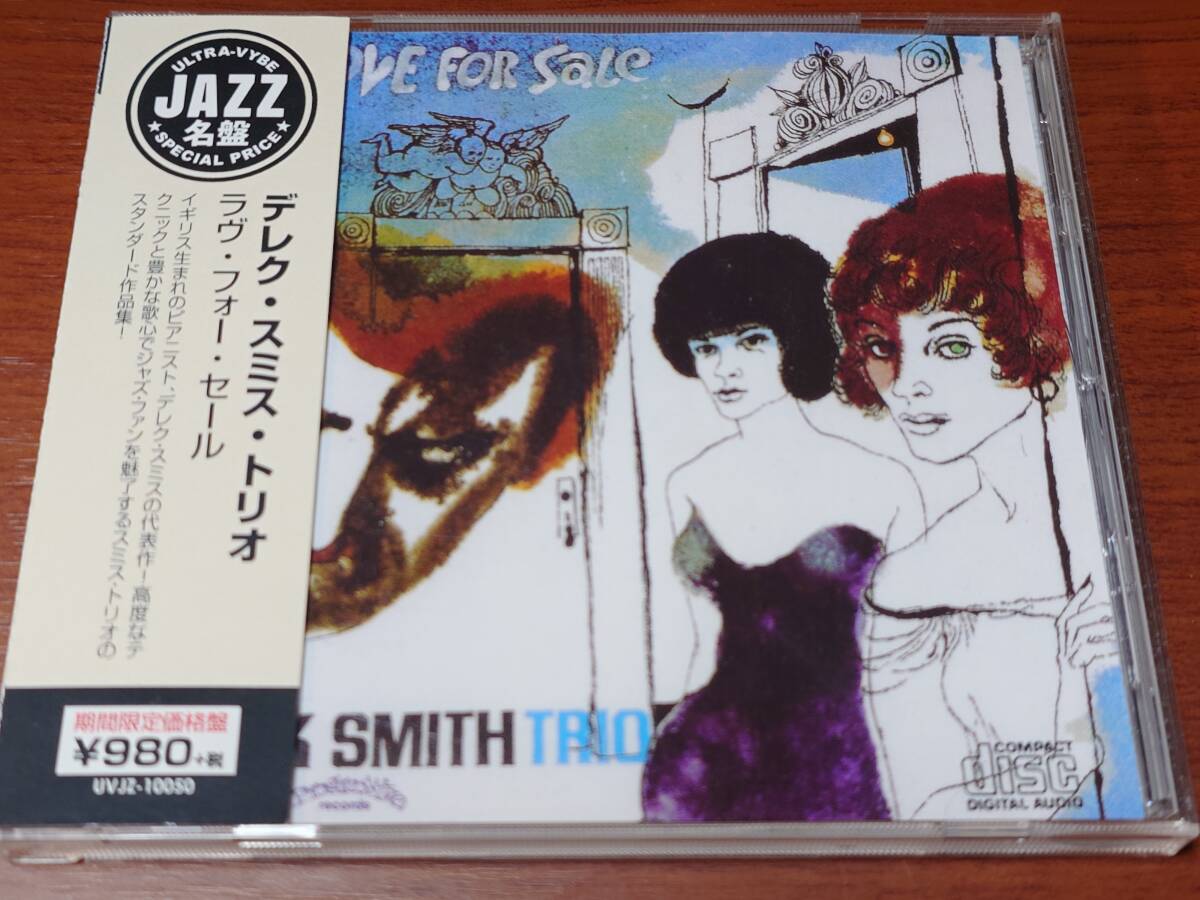 ULTRA-VYBE
JAZZ
名盤
★SPECIAL PRICE★
デレク・スミス・トリオ
ラヴ・フォー・セール
イギリス生まれのピアニスト、デレク・スミスの代表作!高度なテ
クニックと豊かな歌心でジャズ・ファンを魅了するスミス・トリオの
スタンダード作品集!
期間限定価格盤
¥980+税
UVJZ-10050
OVE FOR Sale
K SMITH TRIO
records
COMPACT
disc
DIGITAL AUDIO